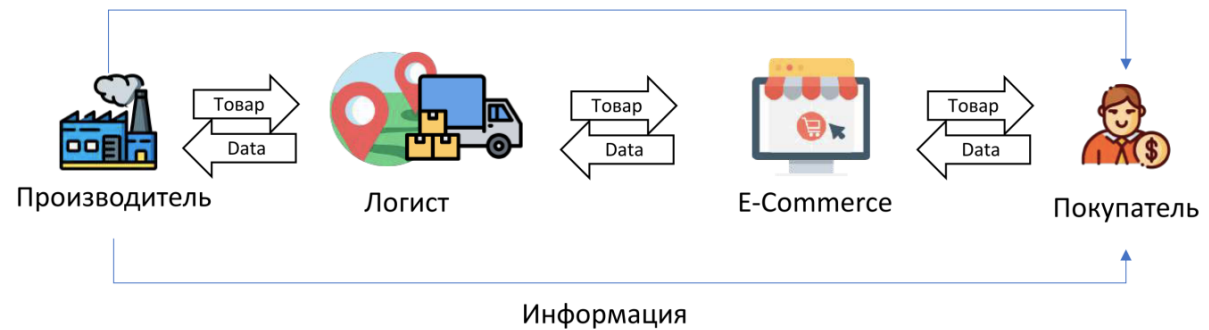 Товар
Data
Товар
Data
Товар
Data
Производитель
Логист
E-Commerce
Покупатель
Информация